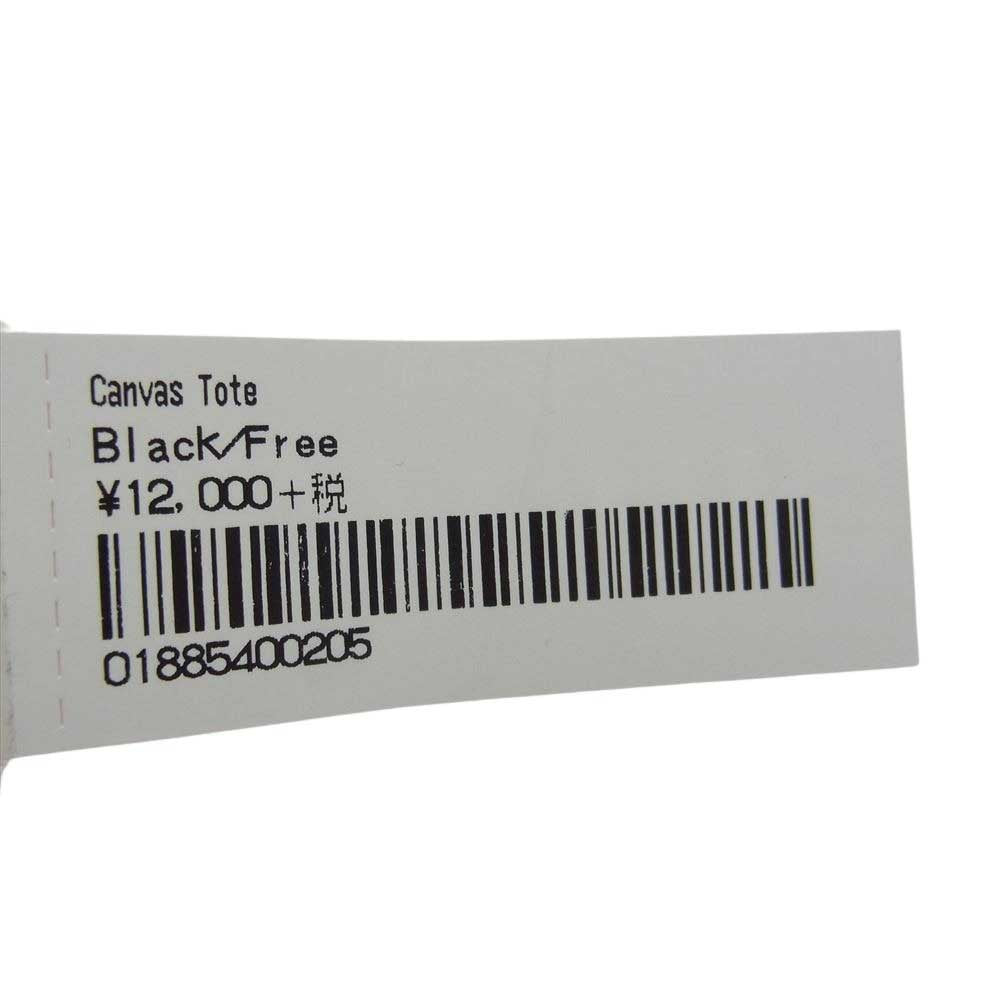 Canvas Tote
Black/Free
¥12,000+税
01885400205